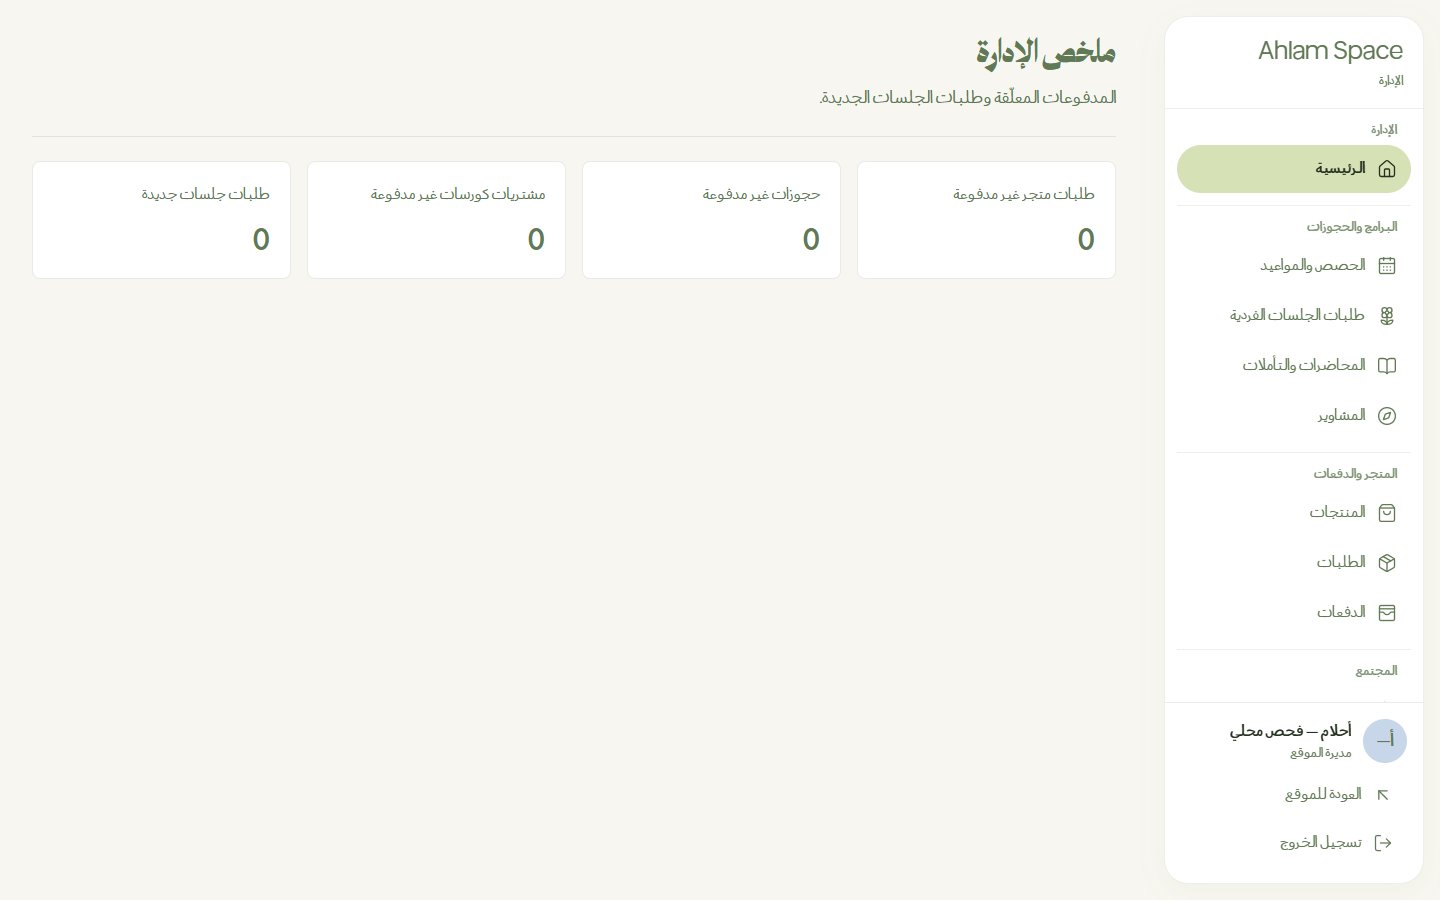 Ahlam Space
الإدارة
الإدارة
الرئيسية
البرامج والحجوزات
الحصص والمواعيد
طلبات الجلسات الفردية
المحاضرات والتأملات
المشاوير
المتجر والدفعات
المنتجات
الطلبات
الدفعات
المجتمع
أ—
أحلام — فحص محلي
مديرة الموقع
العودة للموقع
تسجيل الخروج
ملخص الإدارة
المدفوعات المعلّقة وطلبات الجلسات الجديدة.
طلبات متجر غير مدفوعة
0
حجوزات غير مدفوعة
0
مشتريات كورسات غير مدفوعة
0
طلبات جلسات جديدة
0